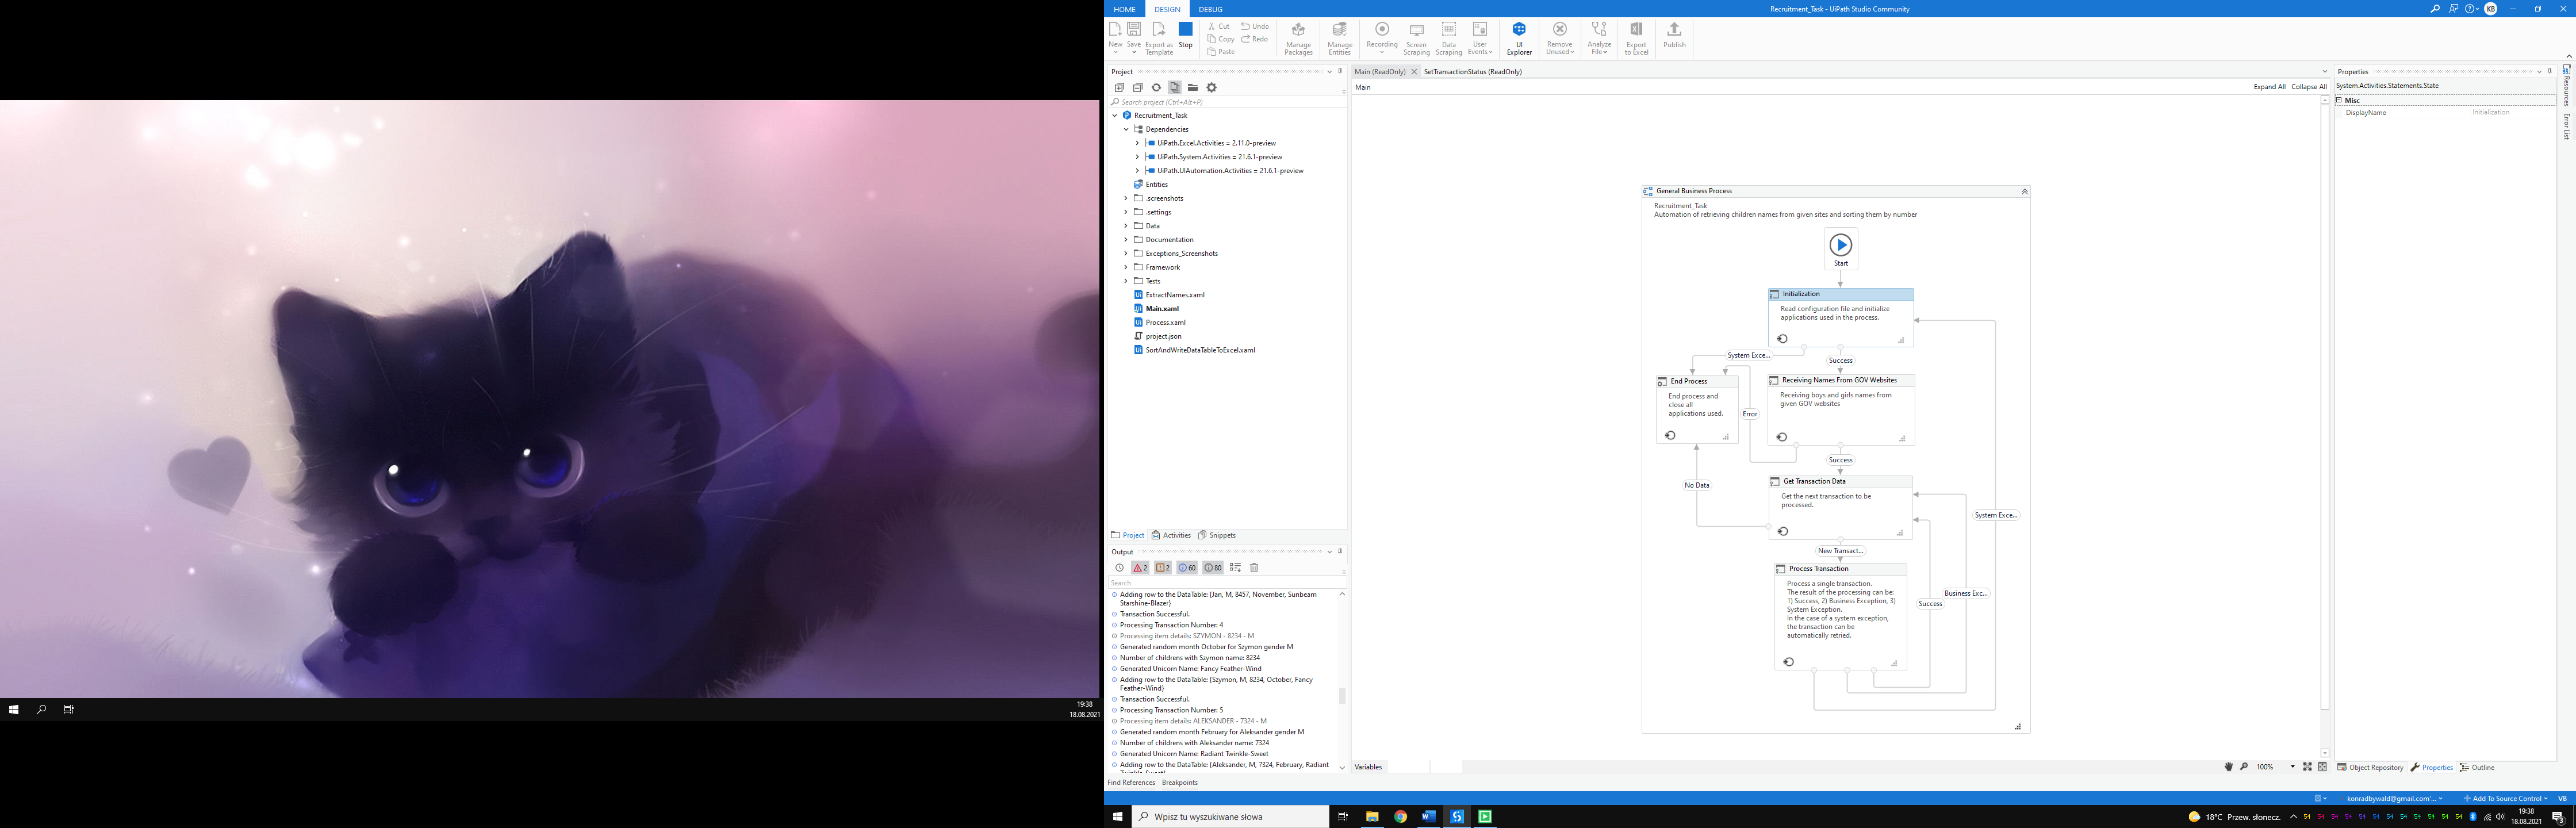 19:38
18.08.2021
HOME DESIGN DEBUG
Recruitment_Task - UiPath Studio Community
KB
New
Save
Export as
Template
Stop
Cut
Copy
Paste
Undo
Redo
Manage
Packages
Manage
Entities
Recording
Screen
Scraping
Data
Scraping
User
Events
UI
Explorer
Remove
Unused
Analyze
File
Export
to Excel
Publish
Project
Search project (Ctrl+Alt+P)
Recruitment_Task
Dependencies
UiPath.Excel.Activities = 2.11.0-preview
UiPath.System.Activities = 21.6.1-preview
UiPath.UIAutomation.Activities = 21.6.1-preview
Entities
.screenshots
.settings
Data
Documentation
Exceptions_Screenshots
Framework
Tests
ExtractNames.xaml
Main.xaml
Process.xaml
project.json
SortAndWriteDataTableToExcel.xaml
Project Activities Snippets
Output
2 2 60 80
Search
Adding row to the DataTable: {Jan, M, 8457, November, Sunbeam
Starshine-Blazer}
Transaction Successful.
Processing Transaction Number: 4
Processing item details: SZYMON - 8234 - M
Generated random month October for Szymon gender M
Number of childrens with Szymon name: 8234
Generated Unicorn Name: Fancy Feather-Wind
Adding row to the DataTable: {Szymon, M, 8234, October, Fancy
Feather-Wind}
Transaction Successful.
Processing Transaction Number: 5
Processing item details: ALEKSANDER - 7324 - M
Generated random month February for Aleksander gender M
Number of childrens with Aleksander name: 7324
Generated Unicorn Name: Radiant Twinkle-Sweet
Adding row to the DataTable: {Aleksander, M, 7324, February, Radiant
Find References Breakpoints
Main (ReadOnly) SetTransactionStatus (ReadOnly)
Main
Expand All Collapse All
General Business Process
Recruitment_Task
Automation of retrieving children names from given sites and sorting them by number
Start
Initialization
Read configuration file and initialize
applications used in the process.
System Exce...
Success
End Process
End process and
close all
applications used.
Error
Receiving Names From GOV Websites
Receiving boys and girls names from
given GOV websites
Success
No Data
Get Transaction Data
Get the next transaction to be
processed.
System Exce...
New Transact...
Process Transaction
Process a single transaction.
The result of the processing can be:
1) Success, 2) Business Exception, 3)
System Exception.
In the case of a system exception,
the transaction can be
automatically retried.
Business Exc...
Success
Variables
100%
Properties
System.Activities.Statements.State
Misc
DisplayName Initialization
Resources
Error List
Object Repository Properties Outline
konradbywald@gmail.com'... Add To Source Control VB
Wpisz tu wyszukiwane słowa
18°C Przew. słonecz.
54 54 54 54 54 54 54 54 54 54 54 54
19:38
18.08.2021
3